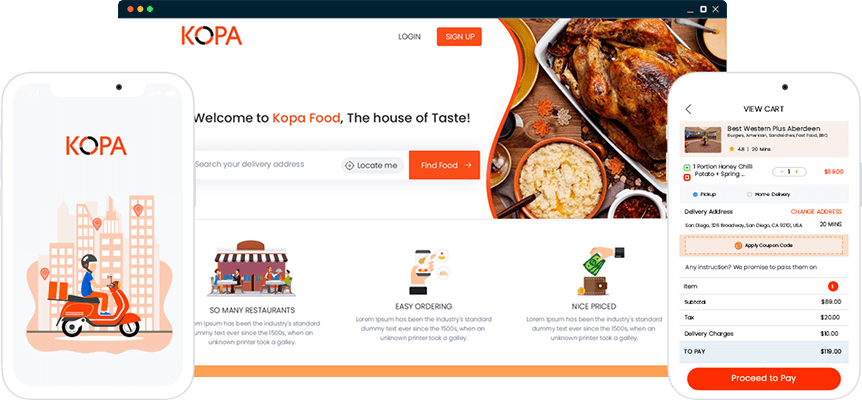 KOPA
LOGIN
SIGN UP
Welcome to Kopa Food, The house of Taste!
Search your delivery address
Locate me
Find Food →
SO MANY RESTAURANTS
Lorem Ipsum has been the industry's standard
dummy text ever since the 1500s, when an
unknown printer took a galley.
EASY ORDERING
Lorem Ipsum has been the industry's standard
dummy text ever since the 1500s, when an
unknown printer took a galley.
NICE PRICED
Lorem Ipsum has been the industry's standard
dummy text ever since the 1500s, when an
unknown printer took a galley.
KOPA
VIEW CART
Best Western Plus Aberdeen
Burgers, American, Sandwiches, Fast Food, BBQ
4.8 | 20 Mins
1 Portion Honey Chilli
Potato + Spring ...
- 1 +
$89.00
Pickup
Home Delivery
Delivery Address
CHANGE ADDRESS
San Diego, Broadway, San Diego, CA 92101, USA
20 MINS
Apply Coupon Code
Any instruction? We promise to pass them on
Item
1
Subtotal
$89.00
Tax
$20.00
Delivery Charges
$10.00
TO PAY
$119.00
Proceed to Pay